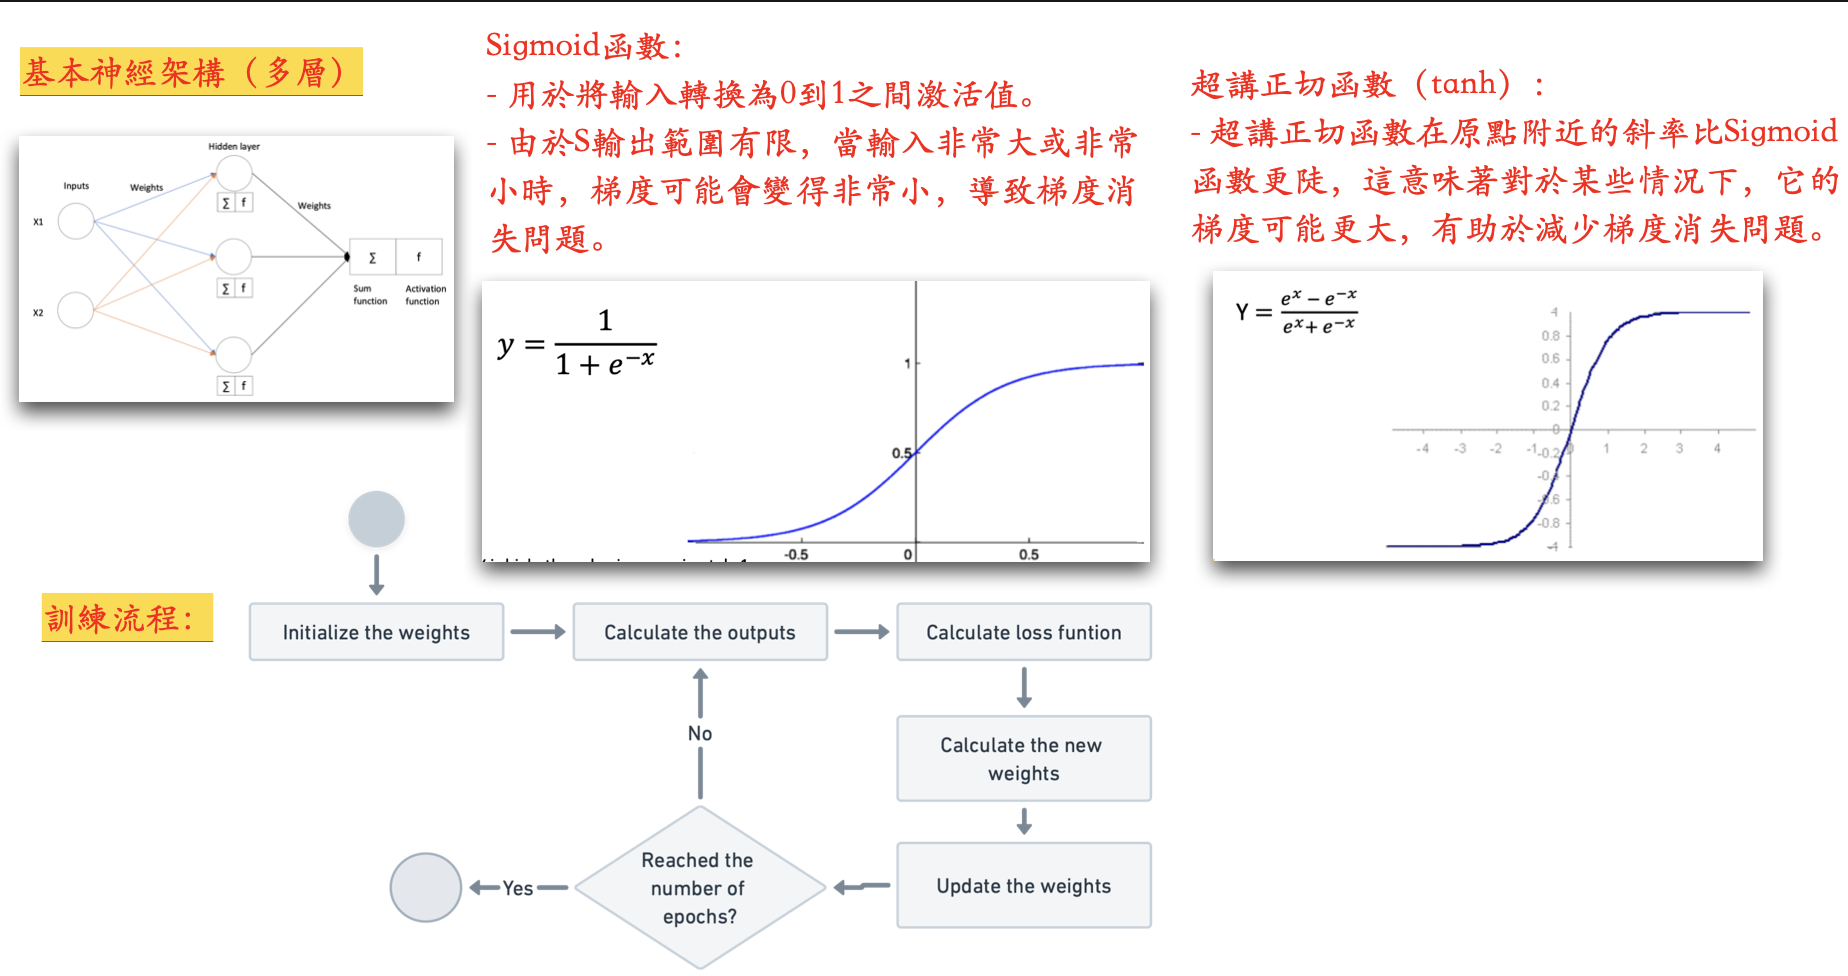 基本神經架構（多層）
Hidden layer
Inputs
Weights
X1
Σ f
Weights
Σ f
Σ
f
Sum
function
Activation
function
X2
Σ f
Sigmoid函數：
- 用於將輸入轉換為0到1之間激活值。
- 由於S輸出範圍有限，當輸入非常大或非常
小時，梯度可能會變得非常小，導致梯度消
失問題。
y = 1 / (1 + e^−x)
1
0.5
-0.5
0
0.5
超講正切函數（tanh）：
- 超講正切函數在原點附近的斜率比Sigmoid
函數更陡，這意味著對於某些情況下，它的
梯度可能更大，有助於減少梯度消失問題。
Y = (e^x − e^−x) / (e^x + e^−x)
0.8
0.6
0.4
0.2
0
-4 -3 -2 -1 0 1 2 3 4
-0.2
-0.6
-0.8
訓練流程：
Initialize the weights
Calculate the outputs
Calculate loss funtion
No
Calculate the new
weights
Reached the
number of
epochs?
Yes
Update the weights